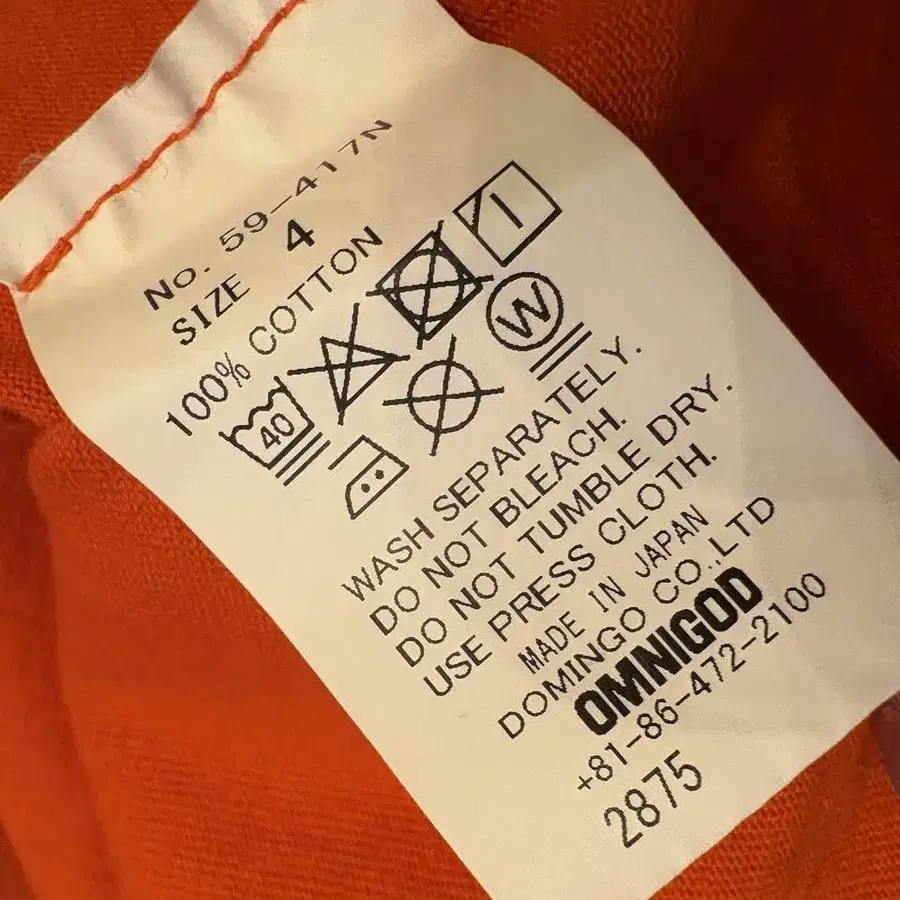 No. 59-417N
SIZE 4
100% COTTON
40
W
WASH SEPARATELY.
DO NOT BLEACH.
DO NOT TUMBLE DRY.
USE PRESS CLOTH.
MADE IN JAPAN
DOMINGO CO.,LTD
OMNIGOD
+81-86-472-2100
2875